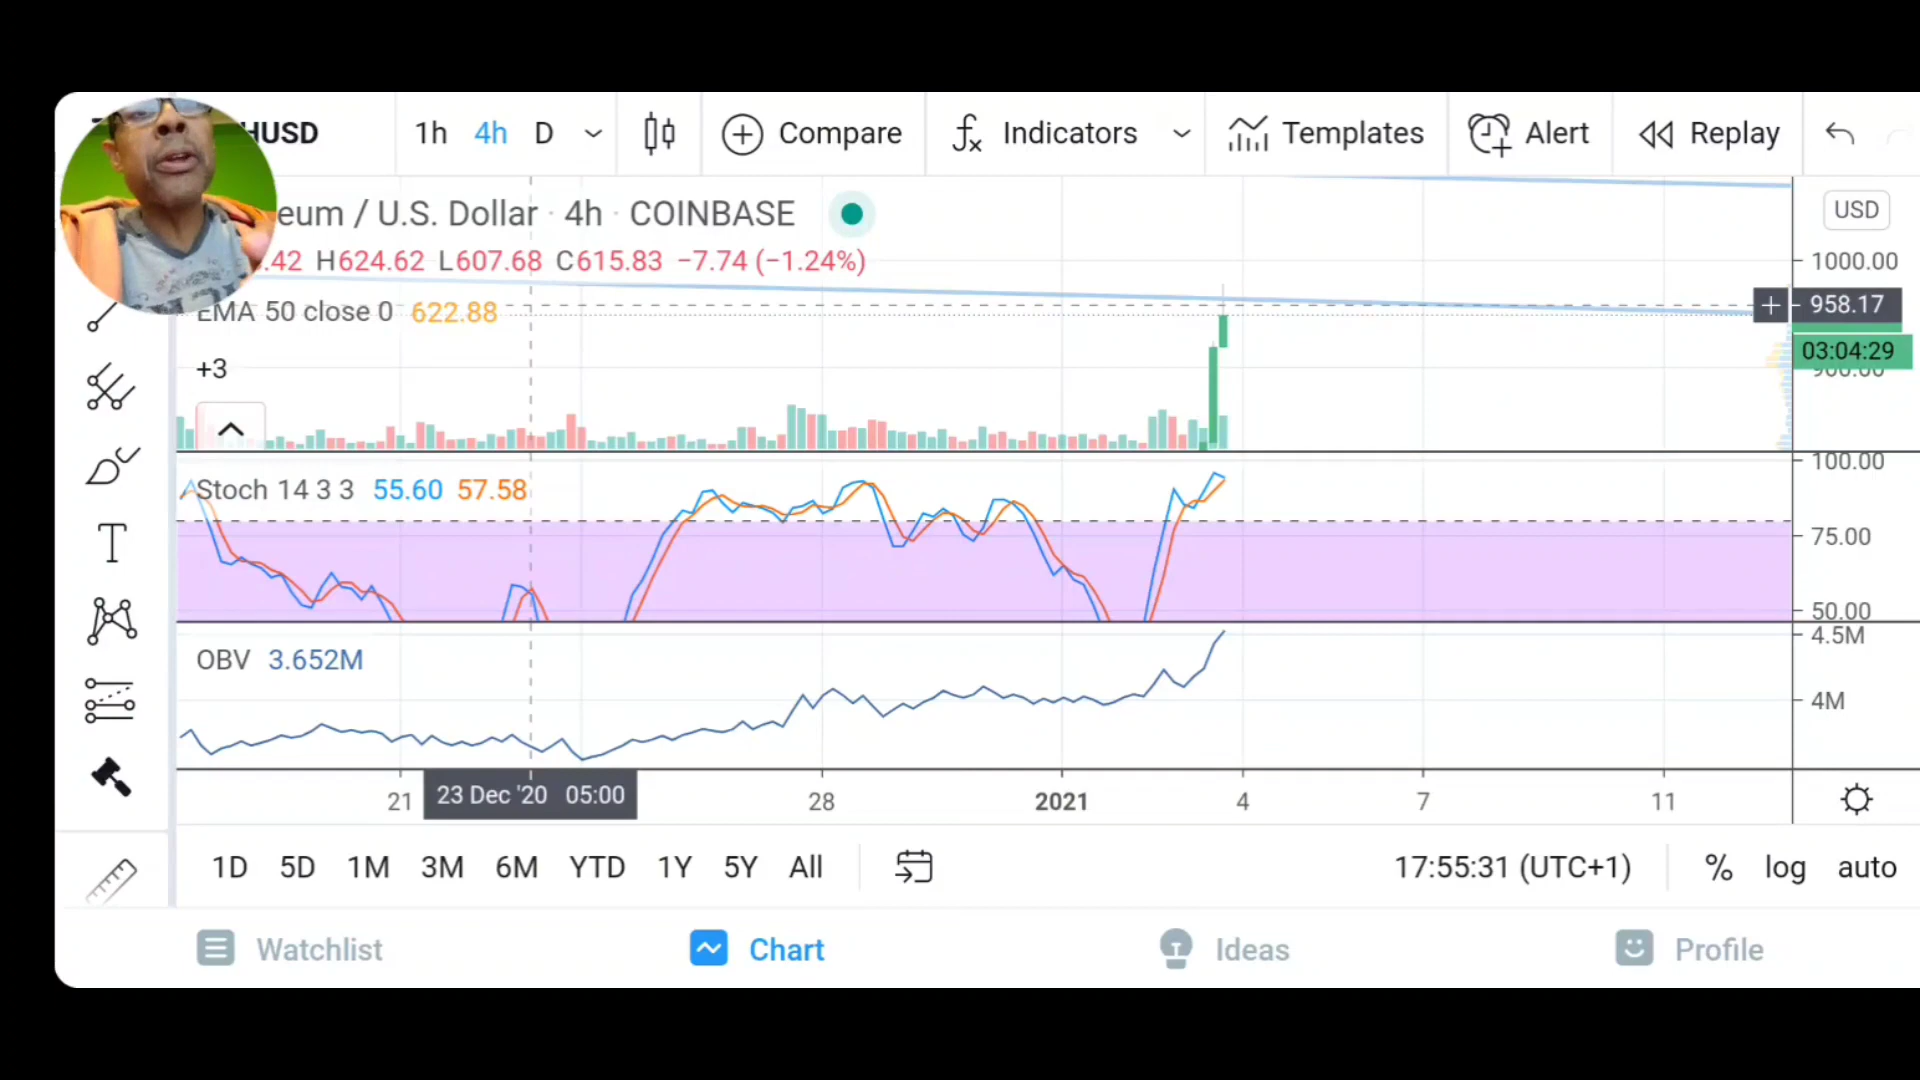 HUSD 1h 4h D Compare Indicators Templates Alert Replay
eum / U.S. Dollar · 4h · COINBASE USD
.42 H624.62 L607.68 C615.83 −7.74 (−1.24%) 1000.00
EMA 50 close 0 622.88 958.17
03:04:29
+3 900.00
100.00
Stoch 14 3 3 55.60 57.58
75.00
50.00
4.5M
OBV 3.652M
4M
21 23 Dec '20 05:00 28 2021 4 7 11
1D 5D 1M 3M 6M YTD 1Y 5Y All 17:55:31 (UTC+1) % log auto
Watchlist Chart Ideas Profile